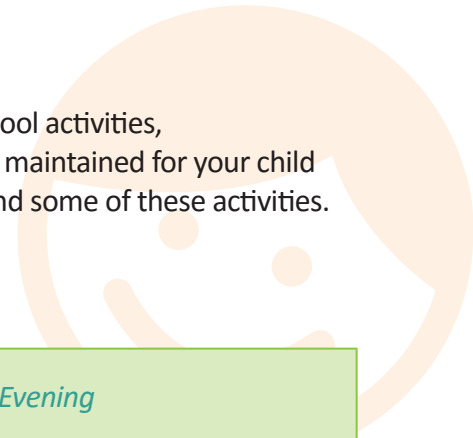 ool activities,
maintained for your child
nd some of these activities.
Evening